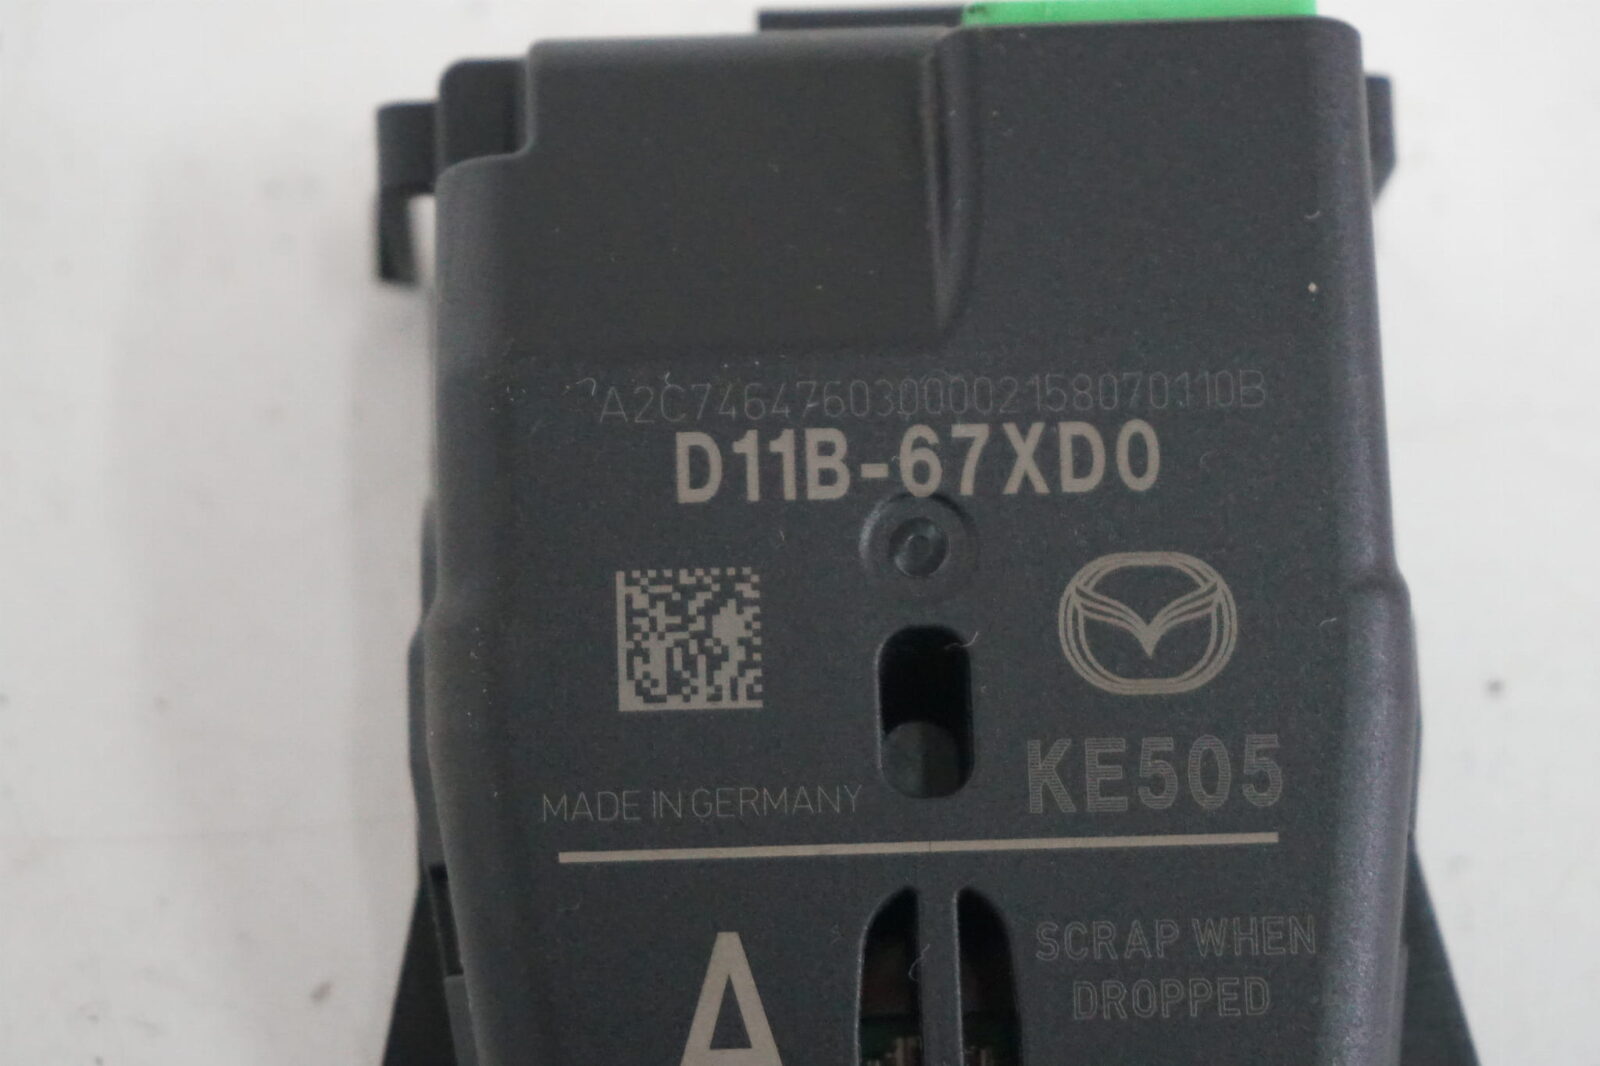 A2C7464760300002158070110B
D11B-67XD0
KE505
MADE IN GERMANY
SCRAP WHEN
DROPPED
A